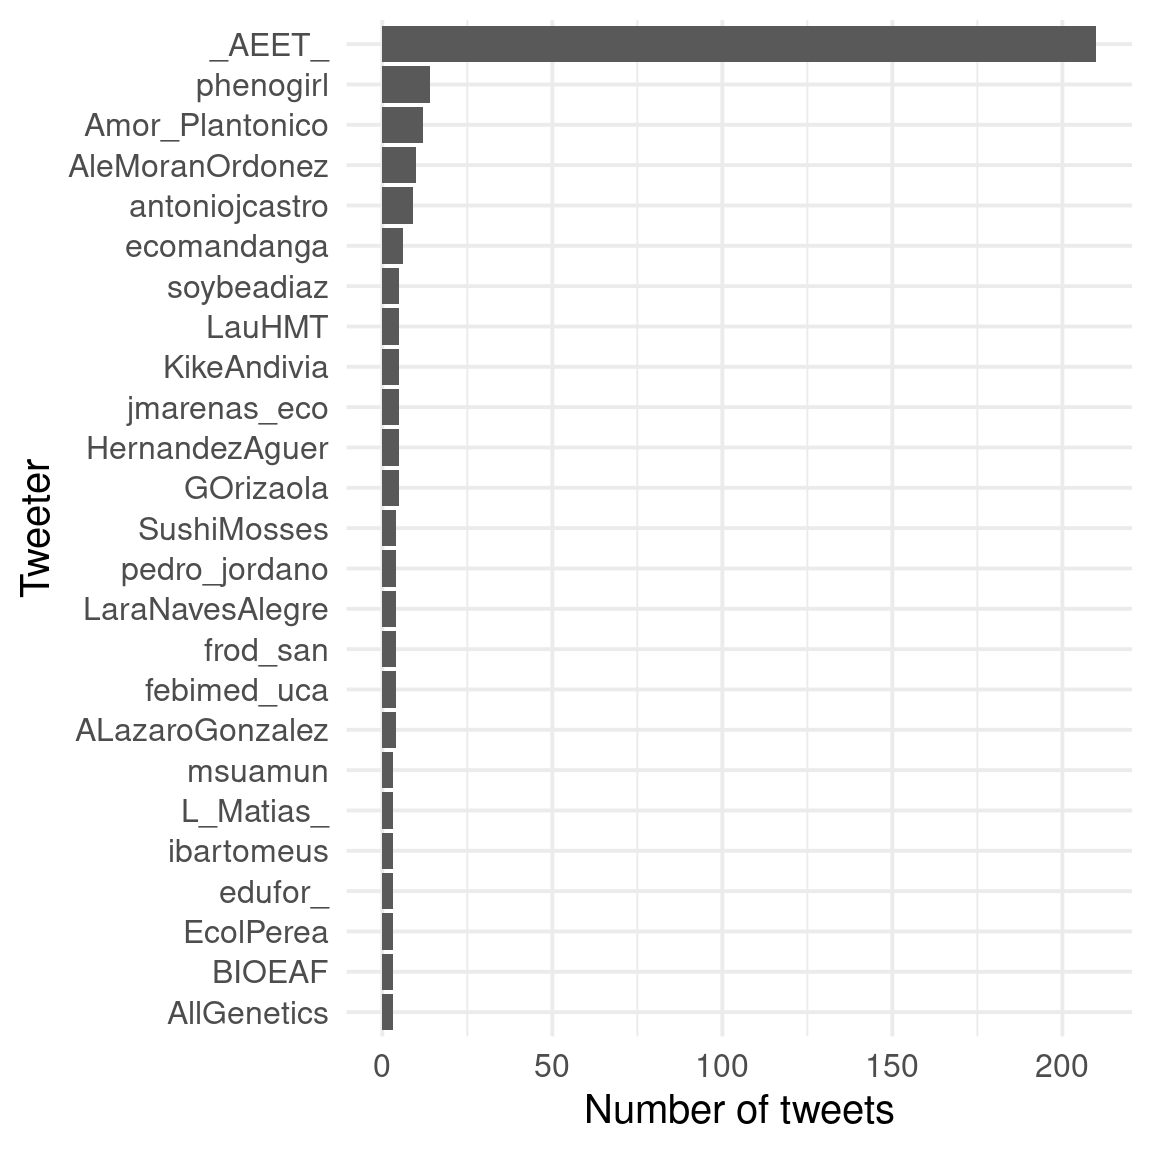 _AEET_
phenogirl
Amor_Plantonico
AleMoranOrdonez
antoniojcastro
ecomandanga
soybeadiaz
LauHMT
KikeAndivia
jmarenas_eco
HernandezAguer
GOrizaola
SushiMosses
pedro_jordano
LaraNavesAlegre
frod_san
febimed_uca
ALazaroGonzalez
msuamun
L_Matias_
ibartomeus
edufor_
EcolPerea
BIOEAF
AllGenetics
Tweeter
0 50 100 150 200
Number of tweets